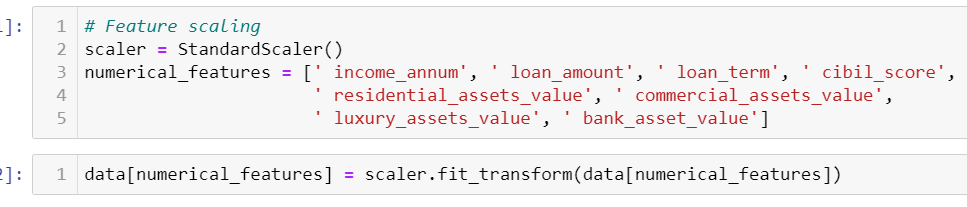 ]:
1 # Feature scaling
2 scaler = StandardScaler()
3 numerical_features = [' income_annum', ' loan_amount', ' loan_term', ' cibil_score',
4 ' residential_assets_value', ' commercial_assets_value',
5 ' luxury_assets_value', ' bank_asset_value']
]:
1 data[numerical_features] = scaler.fit_transform(data[numerical_features])